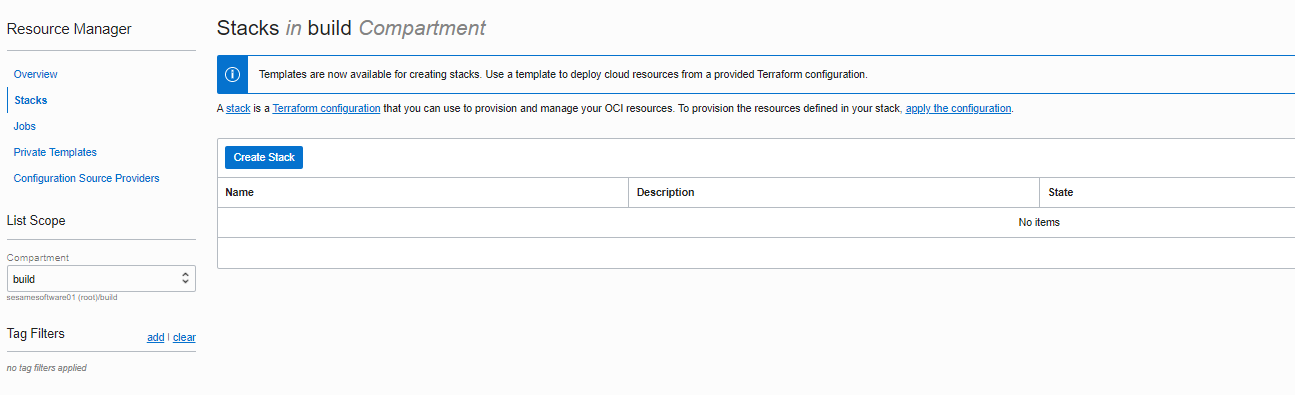 Resource Manager
Overview
Stacks
Jobs
Private Templates
Configuration Source Providers
List Scope
Compartment
build
sesamesoftware01 (root)/build
Tag Filters
add | clear
no tag filters applied
Stacks in build Compartment
Templates are now available for creating stacks. Use a template to deploy cloud resources from a provided Terraform configuration.
A stack is a Terraform configuration that you can use to provision and manage your OCI resources. To provision the resources defined in your stack, apply the configuration.
Create Stack
Name Description State
No items